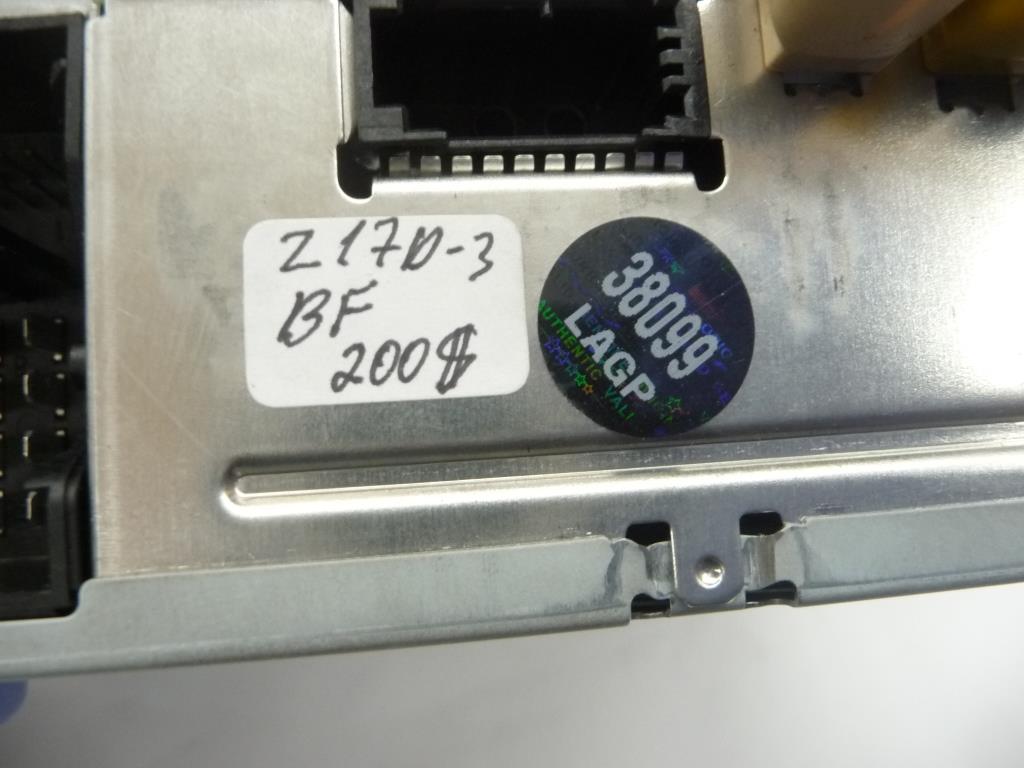 Z17D-3
BF
200$
38099
LAGP
AUTHENTIC VALI